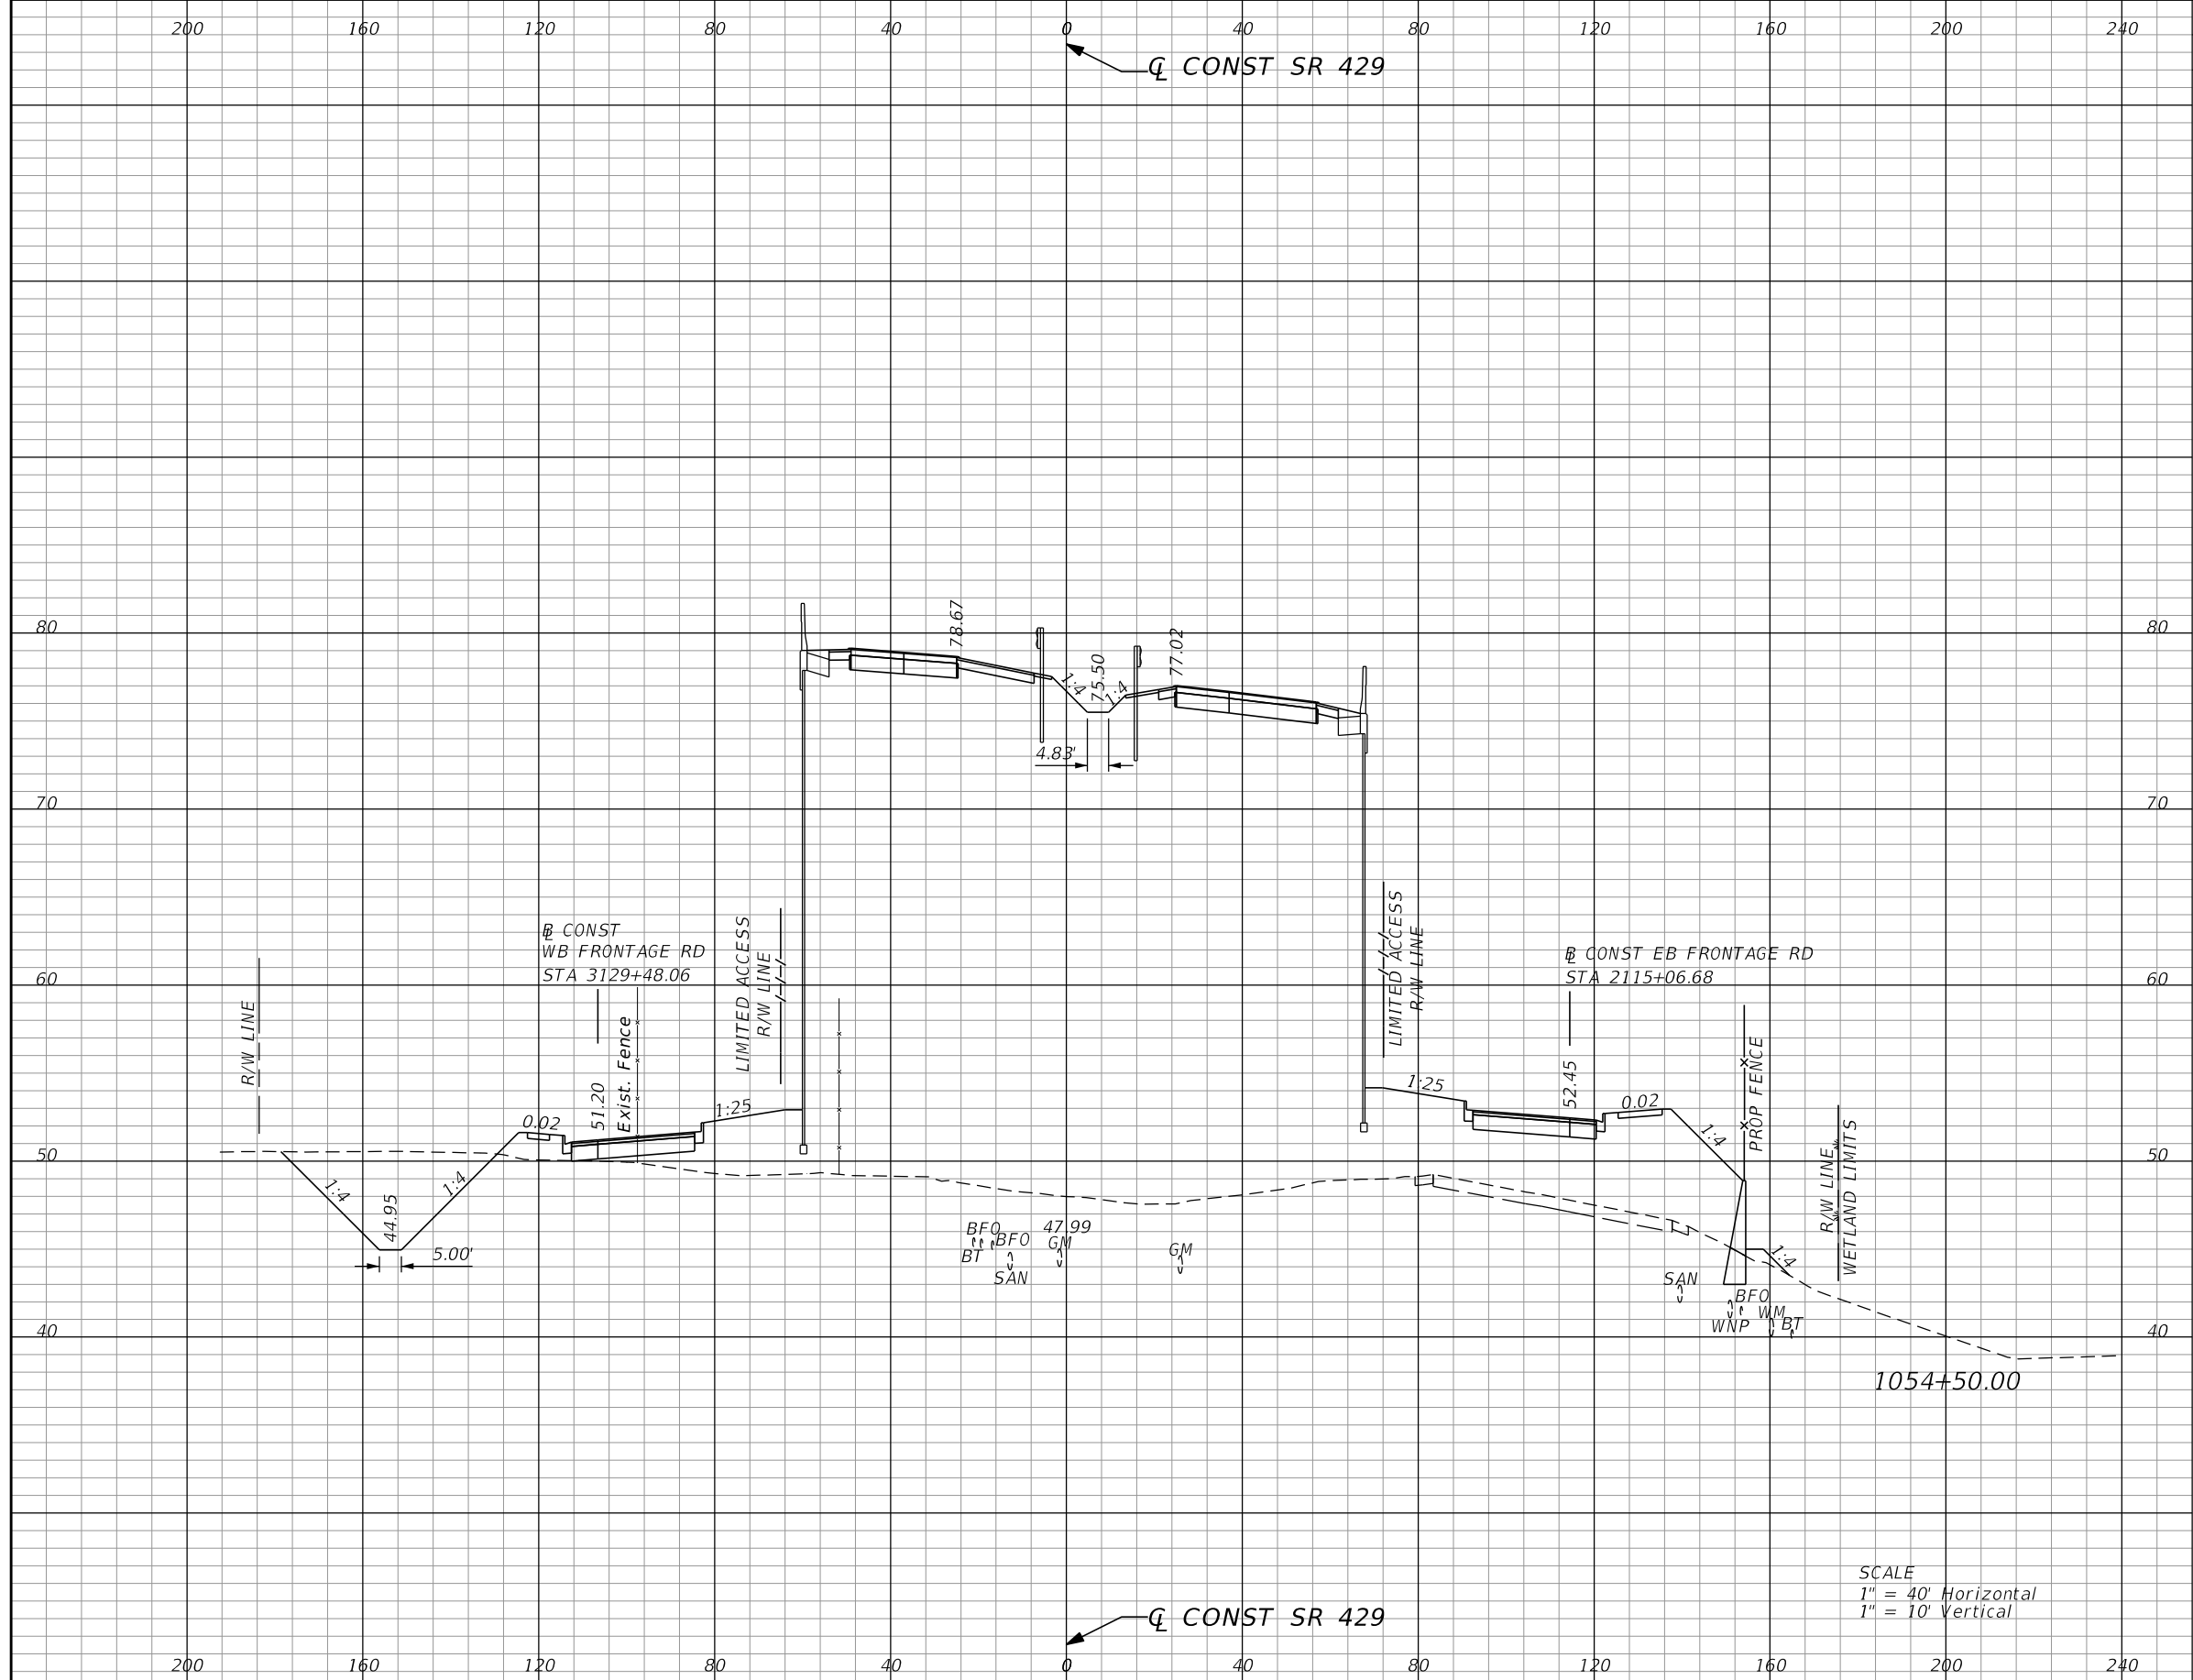 200 160 120 80 40 0 40 80 120 160 200 240
℄ CONST SR 429
80 80
78.67
77.02
75.50
1:4
1:4
4.83'
70 70
LIMITED ACCESS
R/W LINE
LIMITED ACCESS
R/W LINE
BL CONST
WB FRONTAGE RD
STA 3129+48.06
BL CONST EB FRONTAGE RD
STA 2115+06.68
60 60
R/W LINE
Exist. Fence
51.20
52.45
PROP FENCE
0.02
1:25
1:25
0.02
1:4
R/W LINE
WETLAND LIMITS
50 50
1:4
44.95
1:4
5.00'
BFO
BT
BFO
SAN
47.99
GM
GM
1:4
SAN
BFO
WNP
WM
BT
40 40
1054+50.00
SCALE
1" = 40' Horizontal
1" = 10' Vertical
℄ CONST SR 429
200 160 120 80 40 0 40 80 120 160 200 240